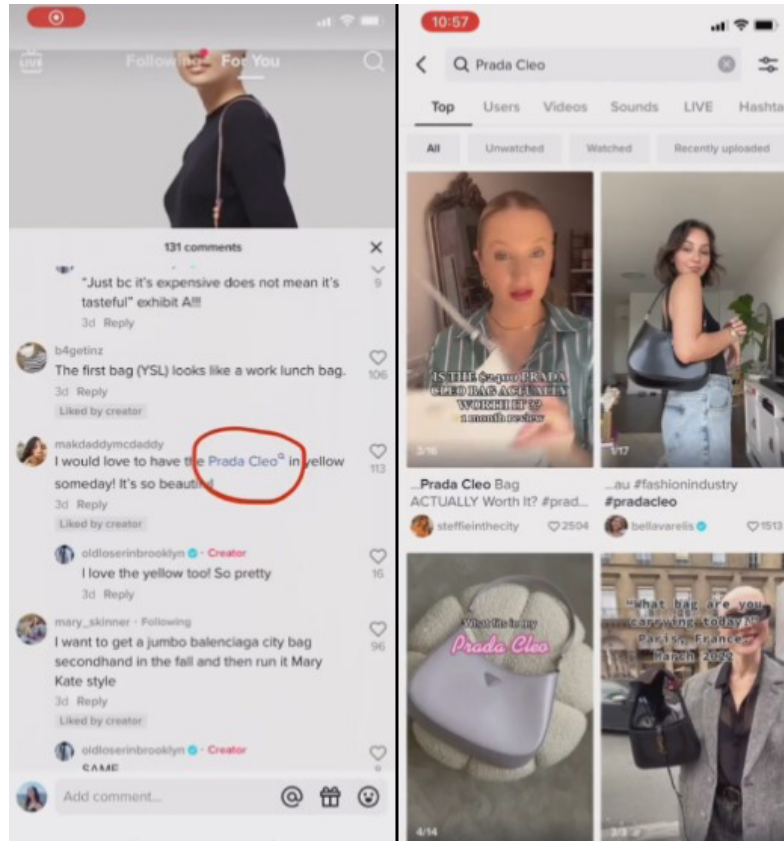 LIVE
Following
For You
131 comments
"Just bc it's expensive does not mean it's
tasteful" exhibit A!!!
9
3d Reply
b4getinz
The first bag (YSL) looks like a work lunch bag.
106
3d Reply
Liked by creator
makdaddymcdaddy
I would love to have the Prada Cleo in yellow
someday! It's so beautiful
113
3d Reply
Liked by creator
oldloserinbrooklyn · Creator
I love the yellow too! So pretty
16
3d Reply
mary_skinner · Following
I want to get a jumbo balenciaga city bag
secondhand in the fall and then run it Mary
Kate style
96
3d Reply
Liked by creator
oldloserinbrooklyn · Creator
SAME
Add comment...
10:57
Prada Cleo
Top Users Videos Sounds LIVE Hashta
All Unwatched Watched Recently uploaded
IS THE $2400 PRADA
CLEO BAG ACTUALLY
WORTH IT ??
1 month review
3/16
1/17
...Prada Cleo Bag
ACTUALLY Worth It? #prad...
steffieinthecity 2504
...au #fashionindustry
#pradacleo
bellavarelis 1513
What fits in my
Prada Cleo
4/14
"What bag are you
carrying today?"
Paris, France,
March 2022
3/3